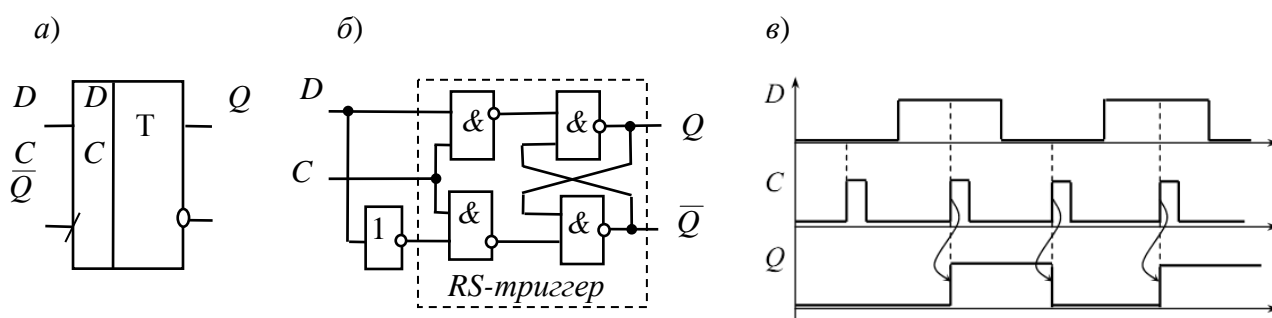 а) б) в)
D D T Q
C C
Q̅
D & & Q
C
1 & & Q̅
RS-триггер
D
C
Q